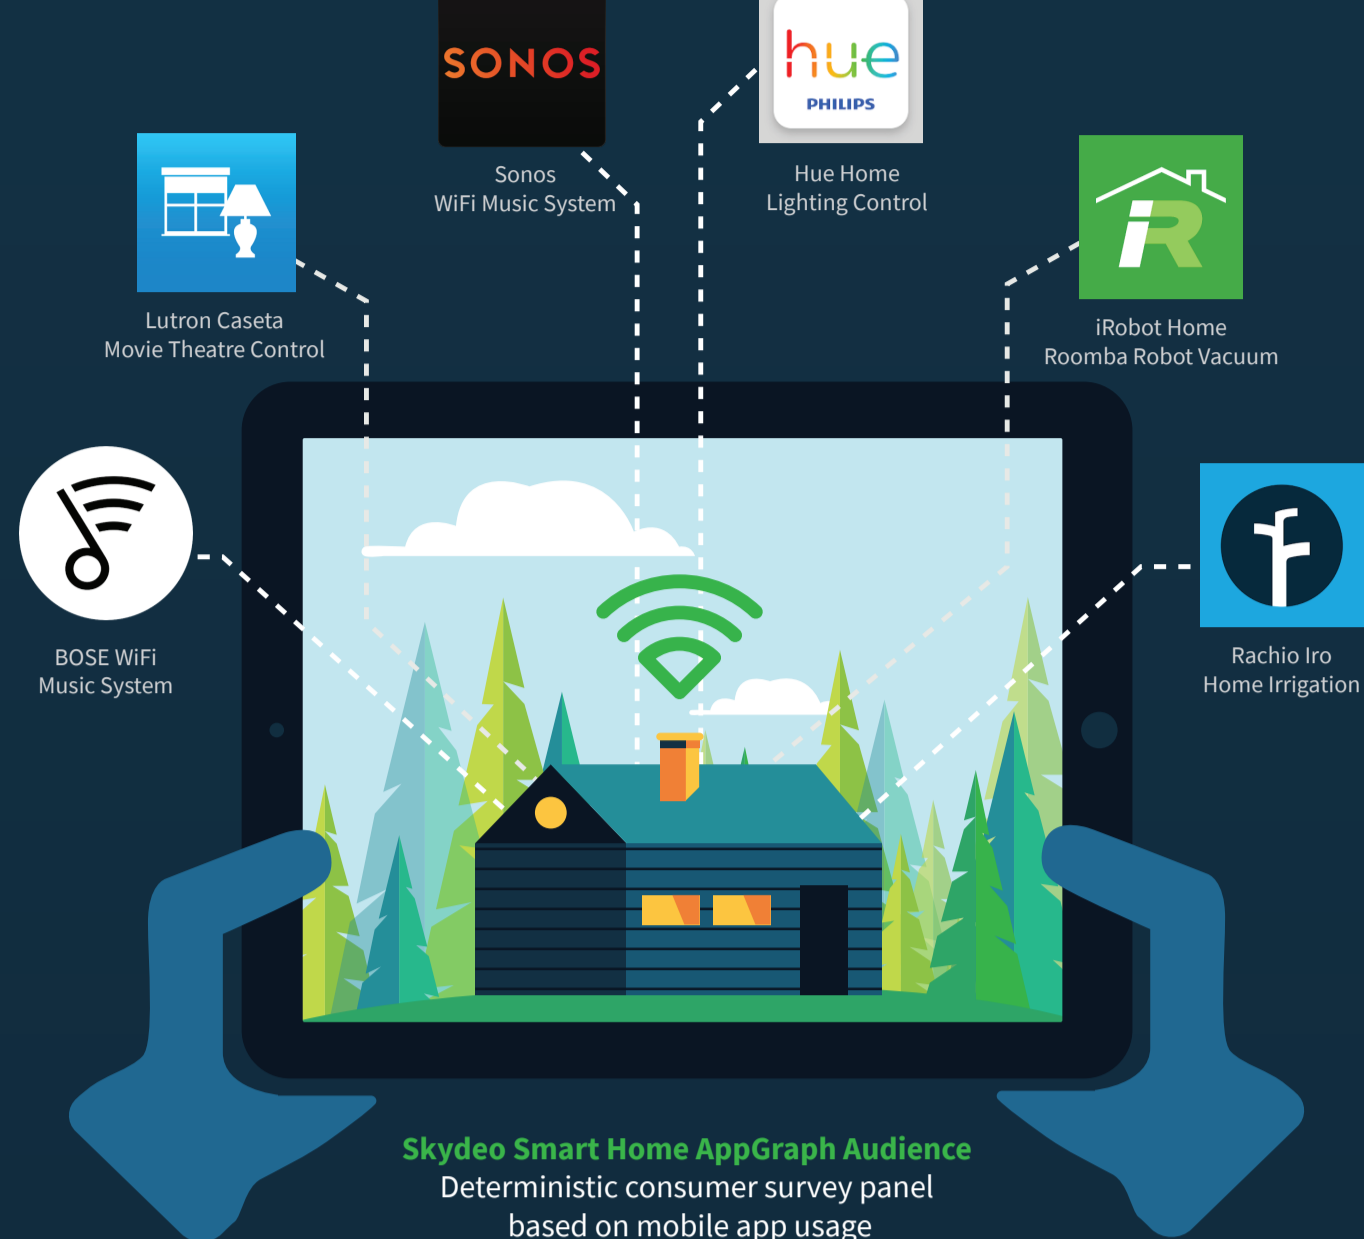 SONOS
hue
PHILIPS
Sonos
WiFi Music System
Hue Home
Lighting Control
iR
Lutron Caseta
Movie Theatre Control
iRobot Home
Roomba Robot Vacuum
BOSE WiFi
Music System
Rachio Iro
Home Irrigation
Skydeo Smart Home AppGraph Audience
Deterministic consumer survey panel
based on mobile app usage